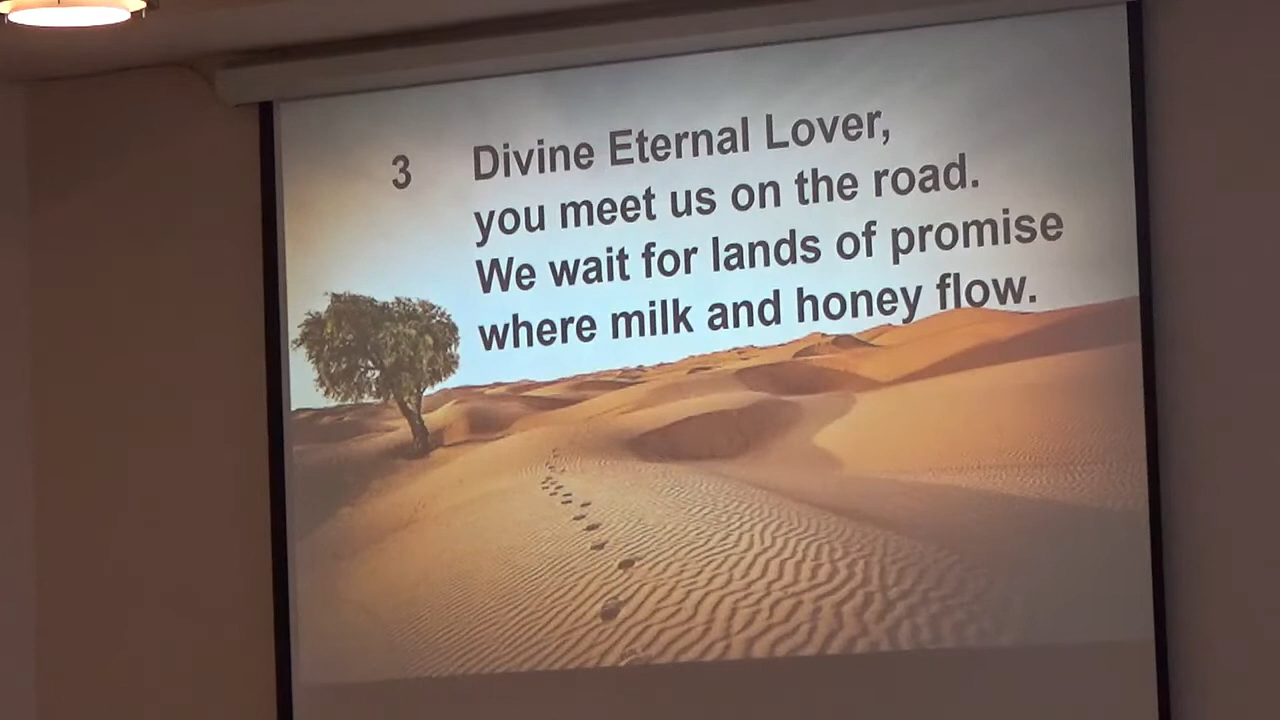 3 Divine Eternal Lover,
you meet us on the road.
We wait for lands of promise
where milk and honey flow.